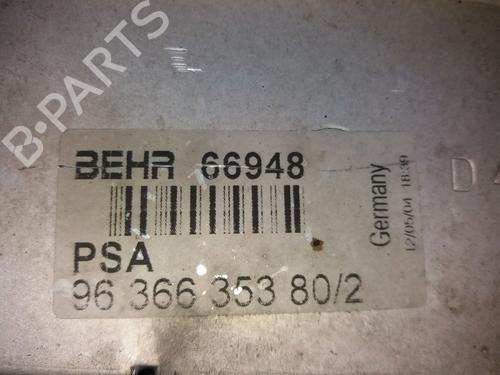 B-PARTS
BEHR 66948
PSA
96 366 353 80/2
Germany
12/05/04 18:39
D